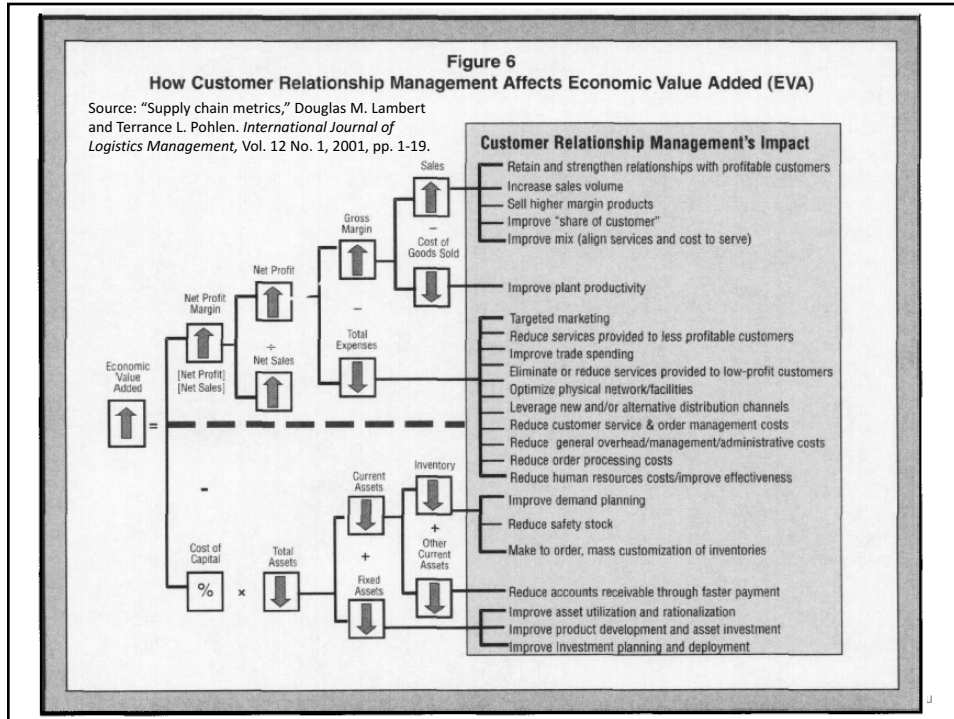 Figure 6
How Customer Relationship Management Affects Economic Value Added (EVA)
Source: “Supply chain metrics,” Douglas M. Lambert
and Terrance L. Pohlen. International Journal of
Logistics Management, Vol. 12 No. 1, 2001, pp. 1-19.
Customer Relationship Management's Impact
Sales
Retain and strengthen relationships with profitable customers
Increase sales volume
Sell higher margin products
Improve “share of customer”
Improve mix (align services and cost to serve)
Gross
Margin
–
Cost of
Goods Sold
Improve plant productivity
Net Profit
Net Profit
Margin
–
÷
Total
Expenses
Targeted marketing
Reduce services provided to less profitable customers
Improve trade spending
Eliminate or reduce services provided to low-profit customers
Optimize physical network/facilities
Leverage new and/or alternative distribution channels
Reduce customer service & order management costs
Reduce general overhead/management/administrative costs
Reduce order processing costs
Reduce human resources costs/improve effectiveness
Net Sales
[Net Profit]
[Net Sales]
Economic
Value
Added
=
-
Current
Assets
Inventory
Improve demand planning
Reduce safety stock
Make to order, mass customization of inventories
+
+
Other
Current
Assets
Cost of
Capital
%
×
Total
Assets
Fixed
Assets
Reduce accounts receivable through faster payment
Improve asset utilization and rationalization
Improve product development and asset investment
Improve Investment planning and deployment